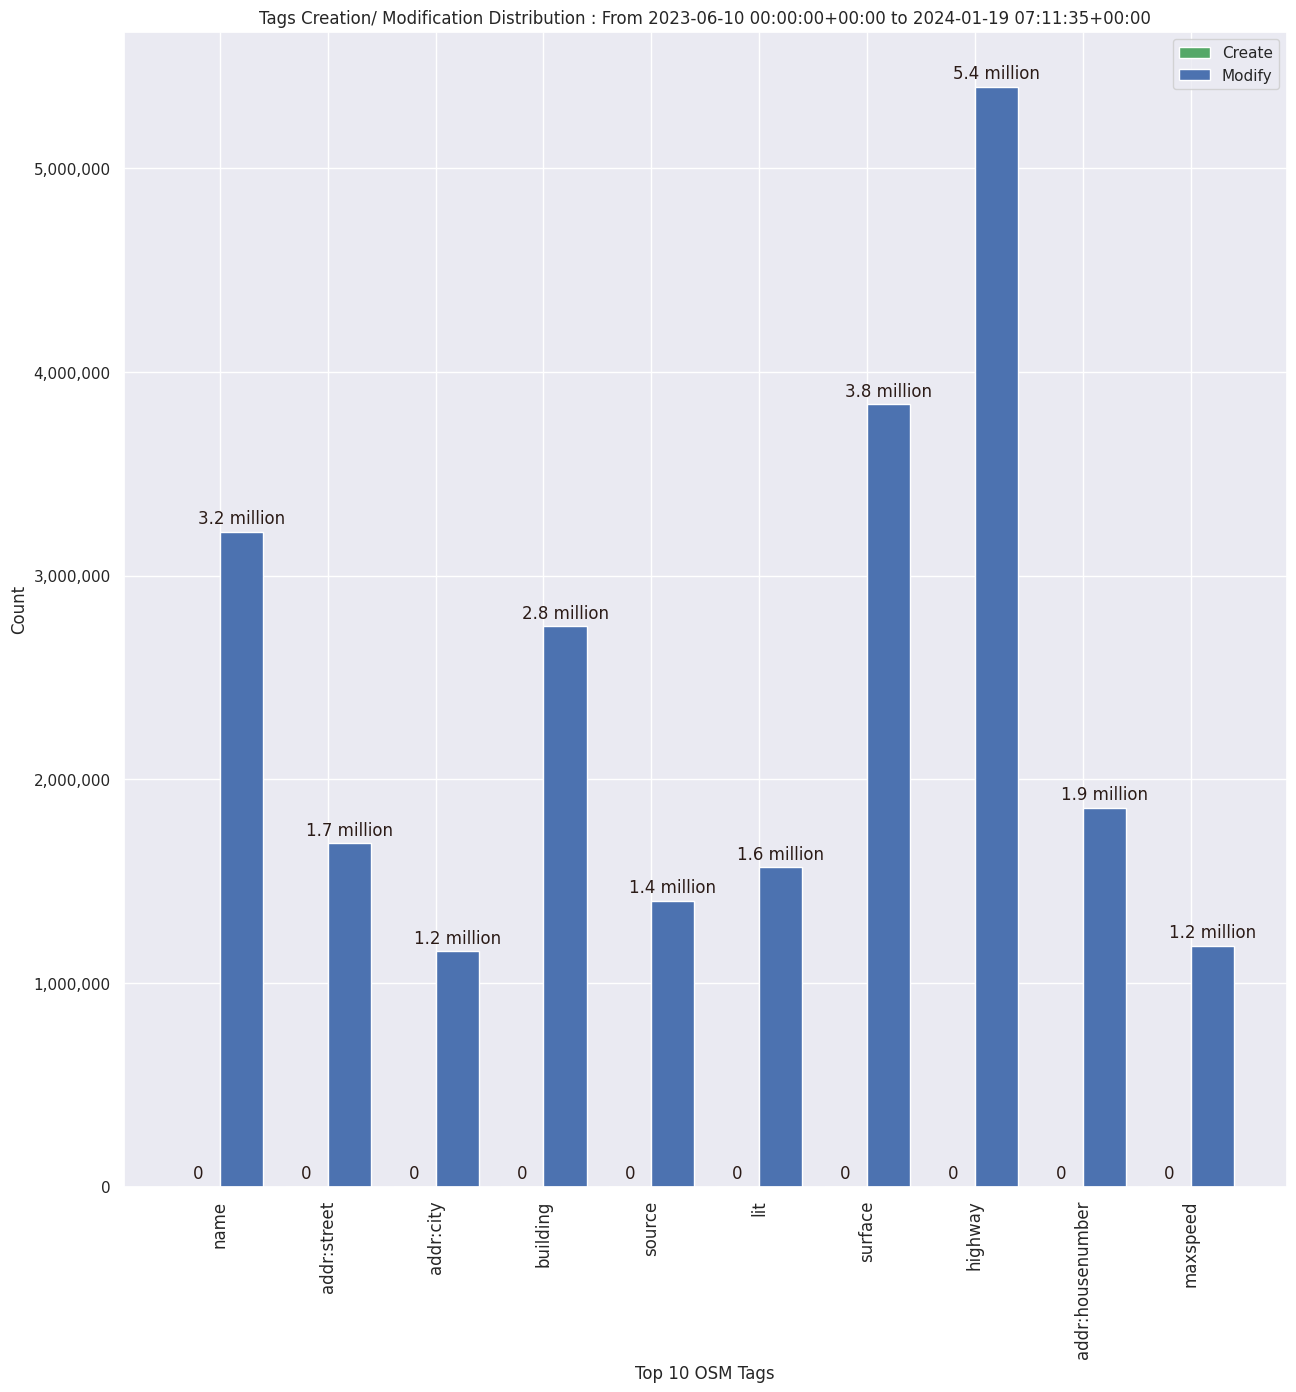 Tags Creation/ Modification Distribution : From 2023-06-10 00:00:00+00:00 to 2024-01-19 07:11:35+00:00
Create
Modify
5.4 million
5,000,000
4,000,000
3.8 million
3.2 million
3,000,000
2.8 million
2,000,000
1.9 million
1.7 million
1.6 million
1.4 million
1.2 million
1.2 million
1,000,000
0
0 0 0 0 0 0 0 0 0 0
Count
name
addr:street
addr:city
building
source
lit
surface
highway
addr:housenumber
maxspeed
Top 10 OSM Tags